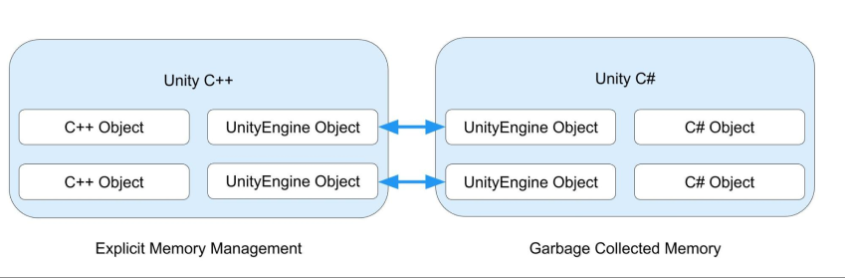 Unity C++
Unity C#
C++ Object
UnityEngine Object
UnityEngine Object
C# Object
C++ Object
UnityEngine Object
UnityEngine Object
C# Object
Explicit Memory Management
Garbage Collected Memory